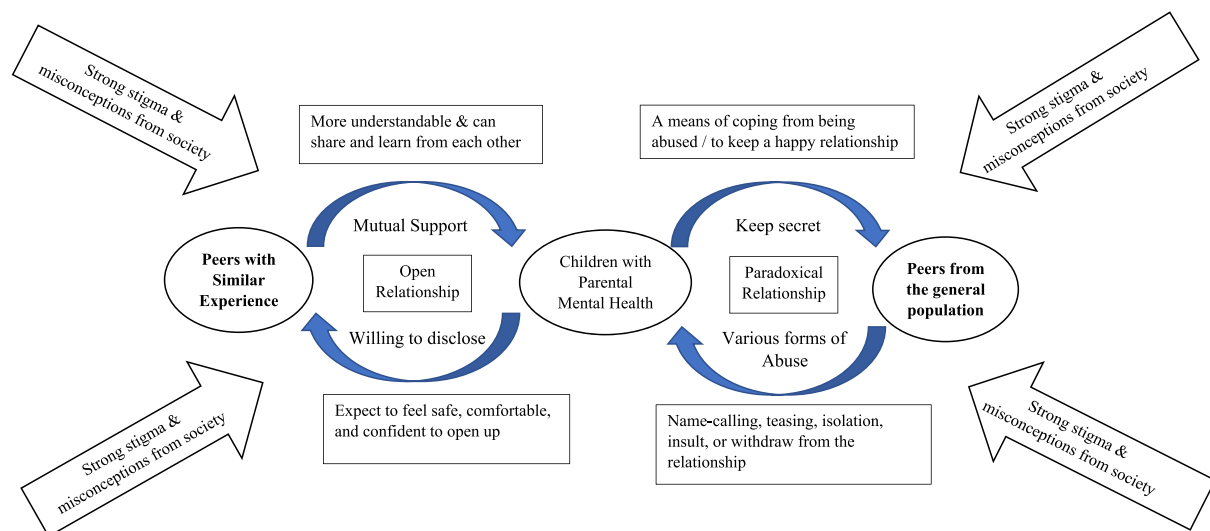 Strong stigma &
misconceptions from society
Strong stigma &
misconceptions from society
More understandable & can
share and learn from each other
A means of coping from being
abused / to keep a happy relationship
Mutual Support
Keep secret
Peers with
Similar
Experience
Open
Relationship
Children with
Parental
Mental Health
Paradoxical
Relationship
Peers from
the general
population
Willing to disclose
Various forms of
Abuse
Expect to feel safe, comfortable,
and confident to open up
Name-calling, teasing, isolation,
insult, or withdraw from the
relationship
Strong stigma &
misconceptions from society
Strong stigma &
misconceptions from society